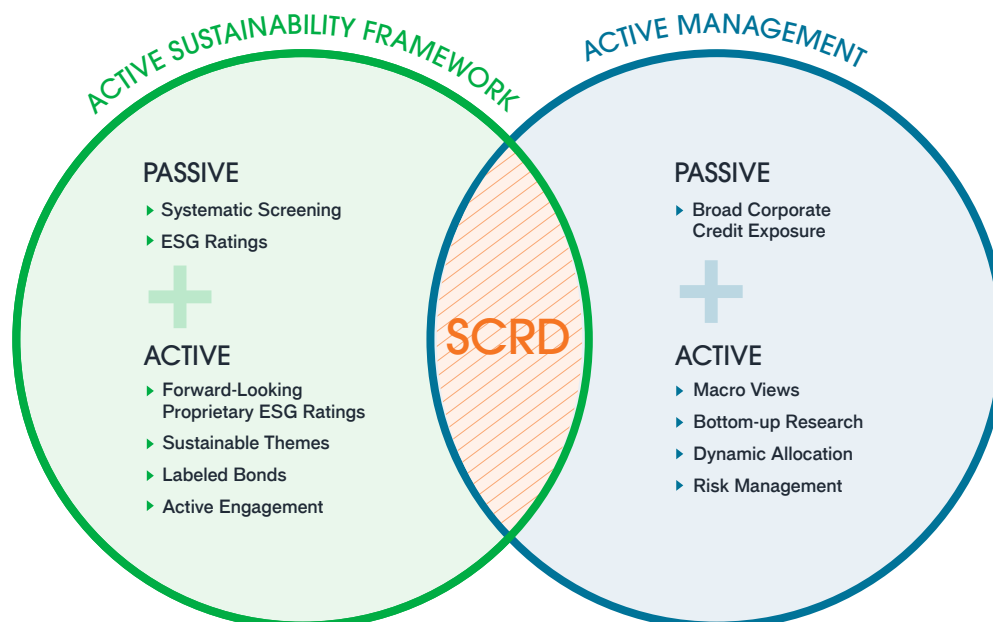 ACTIVE SUSTAINABILITY FRAMEWORK
PASSIVE
Systematic Screening
ESG Ratings
ACTIVE
Forward-Looking
Proprietary ESG Ratings
Sustainable Themes
Labeled Bonds
Active Engagement
SCRD
ACTIVE MANAGEMENT
PASSIVE
Broad Corporate
Credit Exposure
ACTIVE
Macro Views
Bottom-up Research
Dynamic Allocation
Risk Management